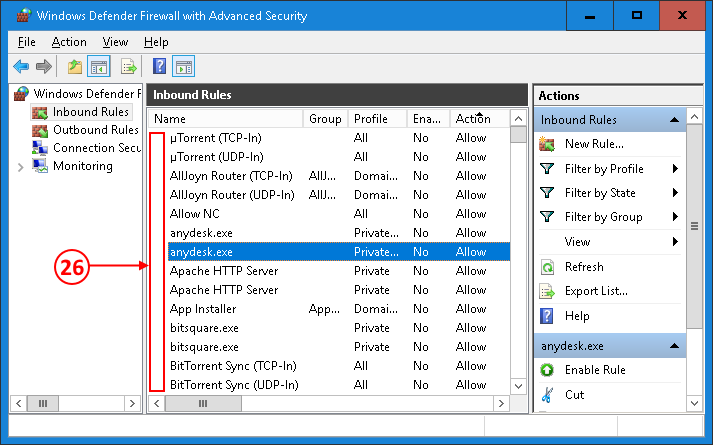 Windows Defender Firewall with Advanced Security
File Action View Help
Windows Defender F
Inbound Rules
Outbound Rules
Connection Secu
Monitoring
Inbound Rules
Name Group Profile Ena... Action
µTorrent (TCP-In) All No Allow
µTorrent (UDP-In) All No Allow
AllJoyn Router (TCP-In) AllJ... Domai... No Allow
AllJoyn Router (UDP-In) AllJ... Domai... No Allow
Allow NC All No Allow
anydesk.exe Private... No Allow
anydesk.exe Private... No Allow
Apache HTTP Server Private No Allow
Apache HTTP Server Private No Allow
App Installer App... Domai... No Allow
bitsquare.exe Private No Allow
bitsquare.exe Private No Allow
BitTorrent Sync (TCP-In) All No Allow
BitTorrent Sync (UDP-In) All No Allow
26
Actions
Inbound Rules
New Rule...
Filter by Profile
Filter by State
Filter by Group
View
Refresh
Export List...
Help
anydesk.exe
Enable Rule
Cut